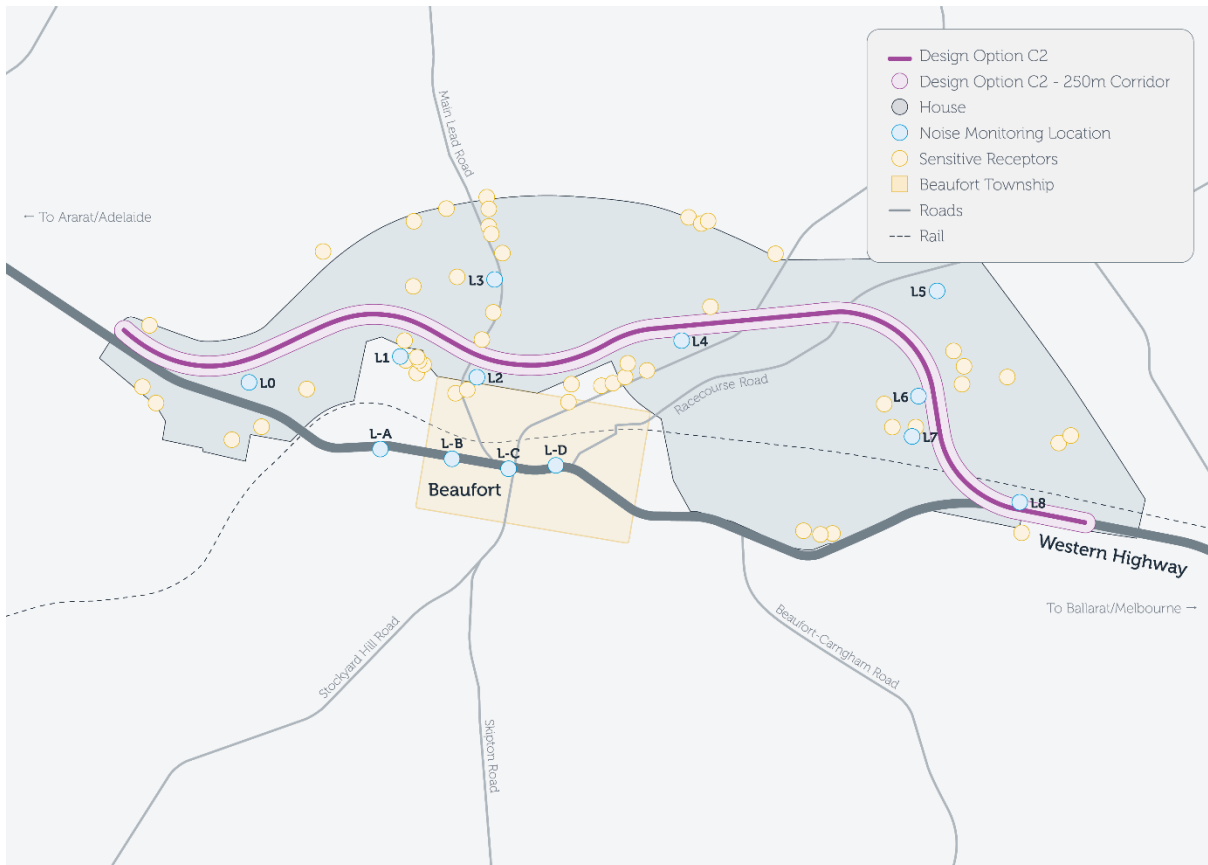 Design Option C2
Design Option C2 - 250m Corridor
House
Noise Monitoring Location
Sensitive Receptors
Beaufort Township
Roads
Rail
Main Lead Road
← To Ararat/Adelaide
L3
L5
L4
L1
L0
L2
L6
Racecourse Road
L7
L-A
L-B
L-C
L-D
Beaufort
L8
Western Highway
To Ballarat/Melbourne →
Stockyard Hill Road
Beaufort-Carngham Road
Skipton Road